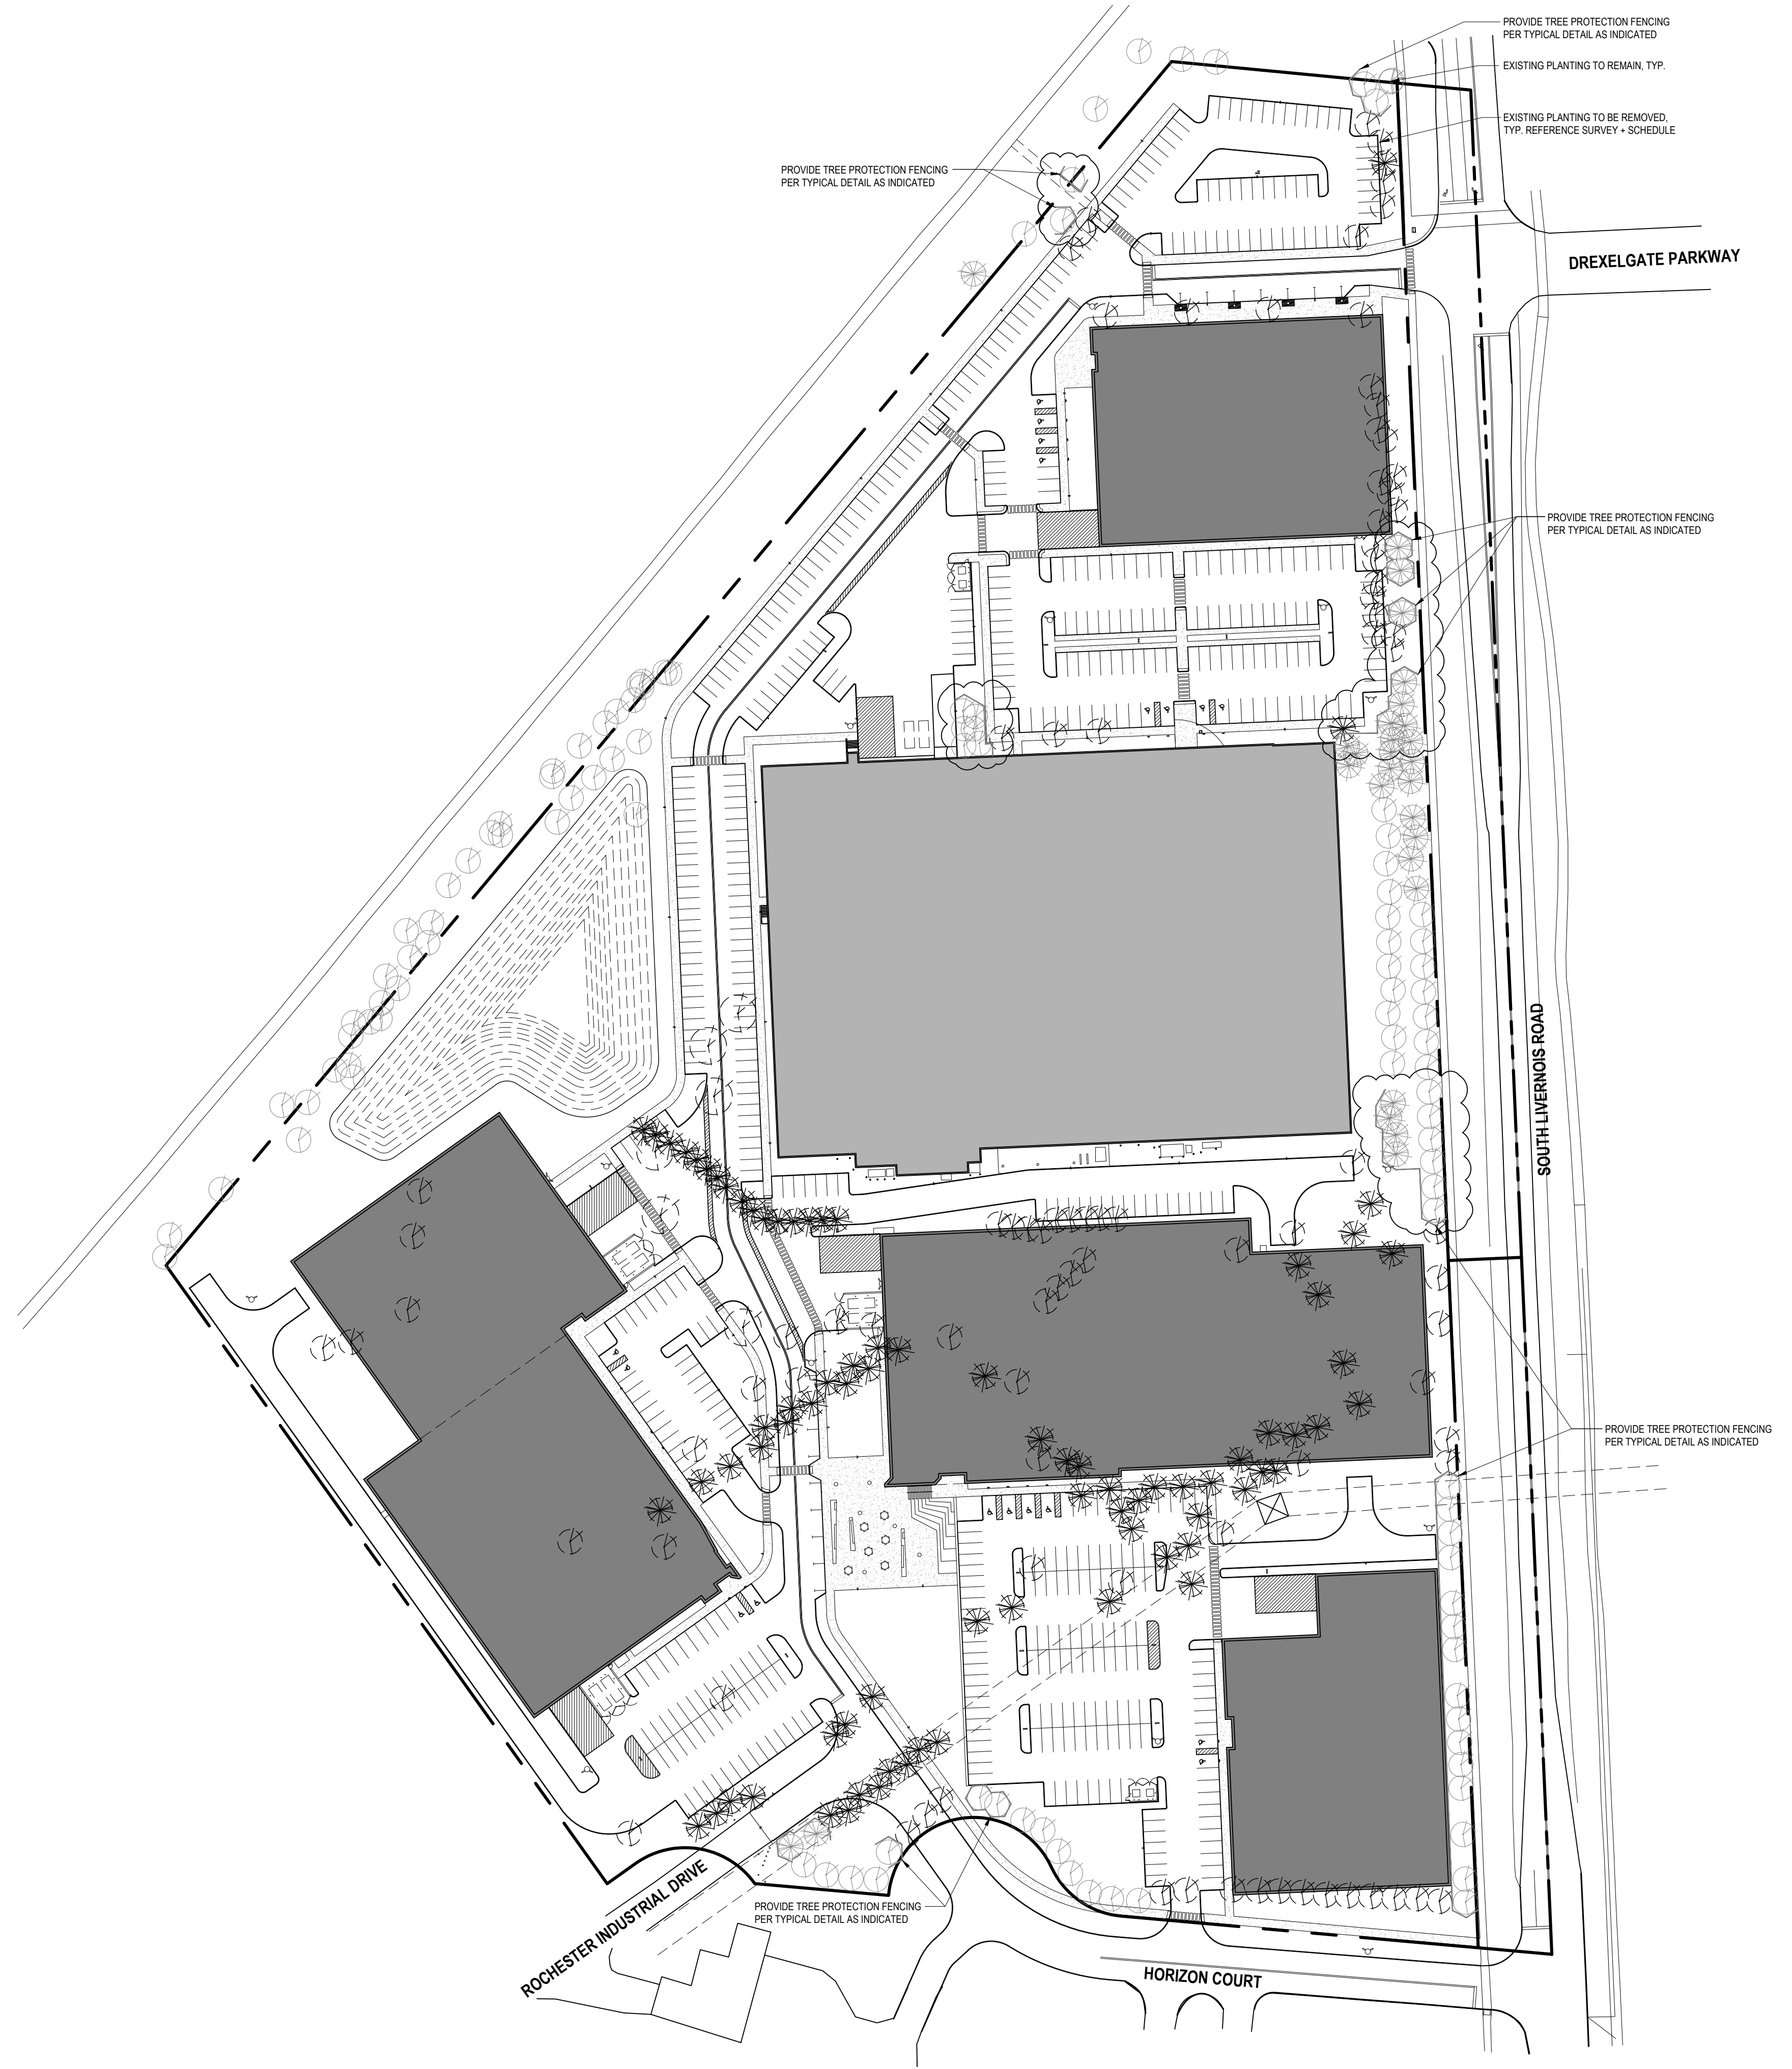 PROVIDE TREE PROTECTION FENCING
PER TYPICAL DETAIL AS INDICATED
EXISTING PLANTING TO REMAIN, TYP.
EXISTING PLANTING TO BE REMOVED,
TYP. REFERENCE SURVEY + SCHEDULE
PROVIDE TREE PROTECTION FENCING
PER TYPICAL DETAIL AS INDICATED
DREXELGATE PARKWAY
PROVIDE TREE PROTECTION FENCING
PER TYPICAL DETAIL AS INDICATED
SOUTH LIVERNOIS ROAD
PROVIDE TREE PROTECTION FENCING
PER TYPICAL DETAIL AS INDICATED
ROCHESTER INDUSTRIAL DRIVE
PROVIDE TREE PROTECTION FENCING
PER TYPICAL DETAIL AS INDICATED
HORIZON COURT